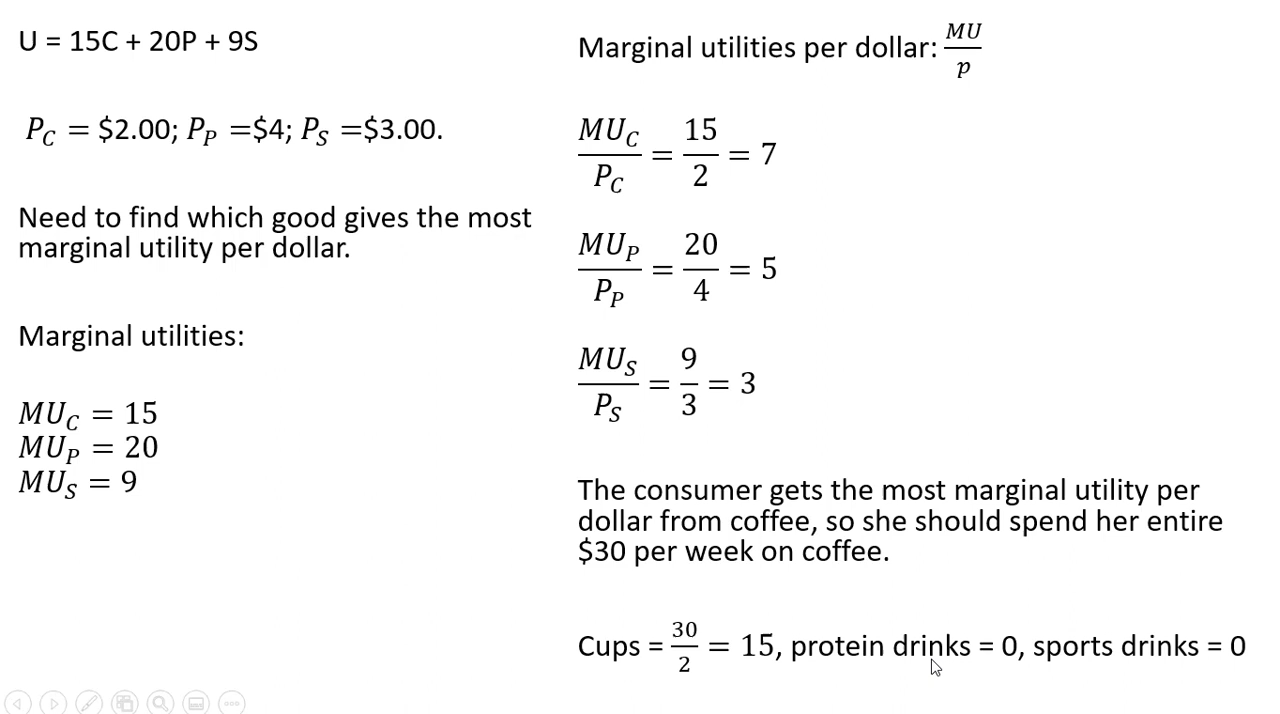 U = 15C + 20P + 9S
P_C = $2.00; P_P =$4; P_S =$3.00.
Need to find which good gives the most
marginal utility per dollar.
Marginal utilities:
MU_C = 15
MU_P = 20
MU_S = 9
Marginal utilities per dollar: MU/p
MU_C/P_C = 15/2 = 7
MU_P/P_P = 20/4 = 5
MU_S/P_S = 9/3 = 3
The consumer gets the most marginal utility per
dollar from coffee, so she should spend her entire
$30 per week on coffee.
Cups = 30/2 = 15, protein drinks = 0, sports drinks = 0